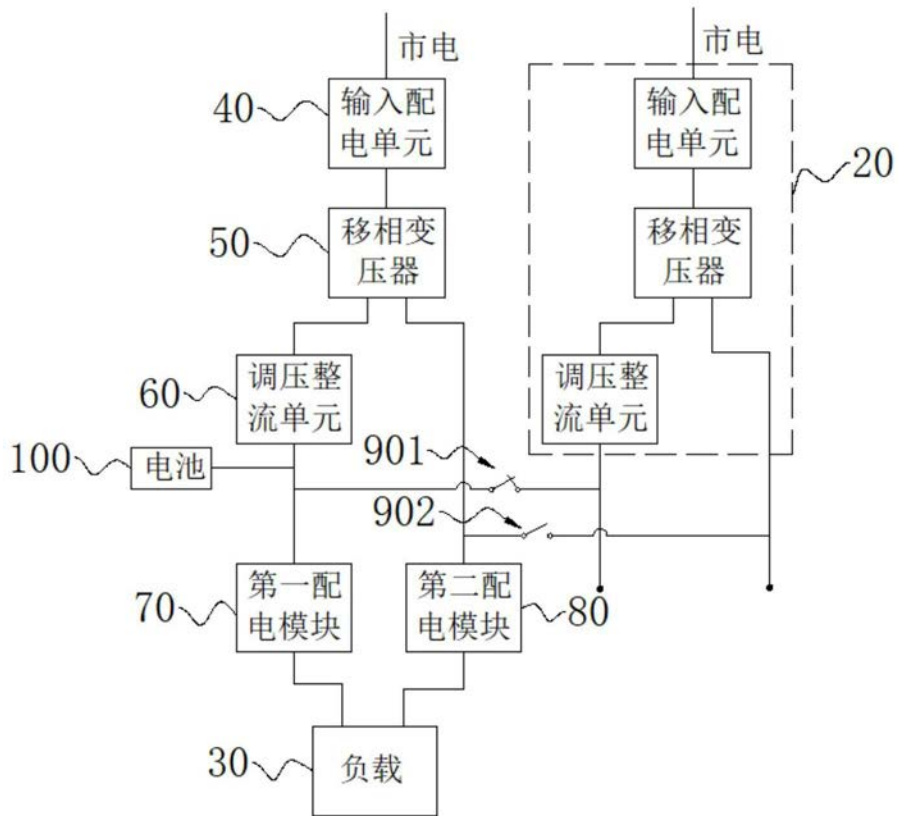 市电
市电
40
输入配
电单元
输入配
电单元
20
50
移相变
压器
移相变
压器
60
调压整
流单元
调压整
流单元
100
电池
901
902
70
第一配
电模块
第二配
电模块
80
30
负载